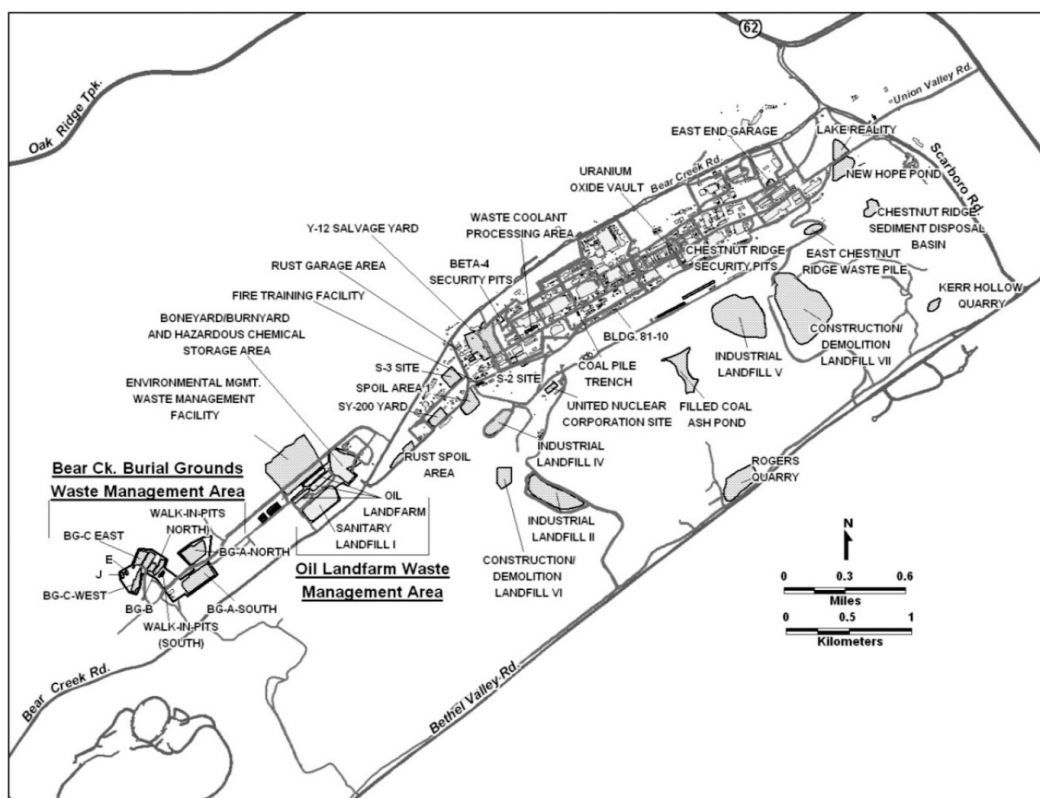 62
Oak Ridge Tpk.
Union Valley Rd.
EAST END GARAGE
LAKE REALITY
Scarboro Rd.
Bear Creek Rd.
URANIUM
OXIDE VAULT
NEW HOPE POND
WASTE COOLANT
PROCESSING AREA
CHESTNUT RIDGE
SEDIMENT DISPOSAL
BASIN
Y-12 SALVAGE YARD
BETA-4
SECURITY PITS
CHESTNUT RIDGE
SECURITY PITS
EAST CHESTNUT
RIDGE WASTE PILE
RUST GARAGE AREA
FIRE TRAINING FACILITY
KERR HOLLOW
QUARRY
BONEYARD/BURNYARD
AND HAZARDOUS CHEMICAL
STORAGE AREA
BLDG. 81-10
CONSTRUCTION/
DEMOLITION
LANDFILL VII
INDUSTRIAL
LANDFILL V
COAL PILE
TRENCH
S-3 SITE
S-2 SITE
ENVIRONMENTAL MGMT.
WASTE MANAGEMENT
FACILITY
SPOIL AREA 1
SY-200 YARD
UNITED NUCLEAR
CORPORATION SITE
FILLED COAL
ASH POND
INDUSTRIAL
LANDFILL IV
RUST SPOIL
AREA
ROGERS
QUARRY
Bear Ck. Burial Grounds
Waste Management Area
OIL
LANDFARM
SANITARY
LANDFILL I
WALK-IN-PITS
NORTH)
BG-C EAST
BG-A-NORTH
INDUSTRIAL
LANDFILL II
E
J
Oil Landfarm Waste
Management Area
CONSTRUCTION/
DEMOLITION
LANDFILL VI
BG-C-WEST
BG-B
BG-A-SOUTH
WALK-IN-PITS
(SOUTH)
N
0 0.3 0.6
Miles
0 0.5 1
Kilometers
Bear Creek Rd.
Bethel Valley Rd.